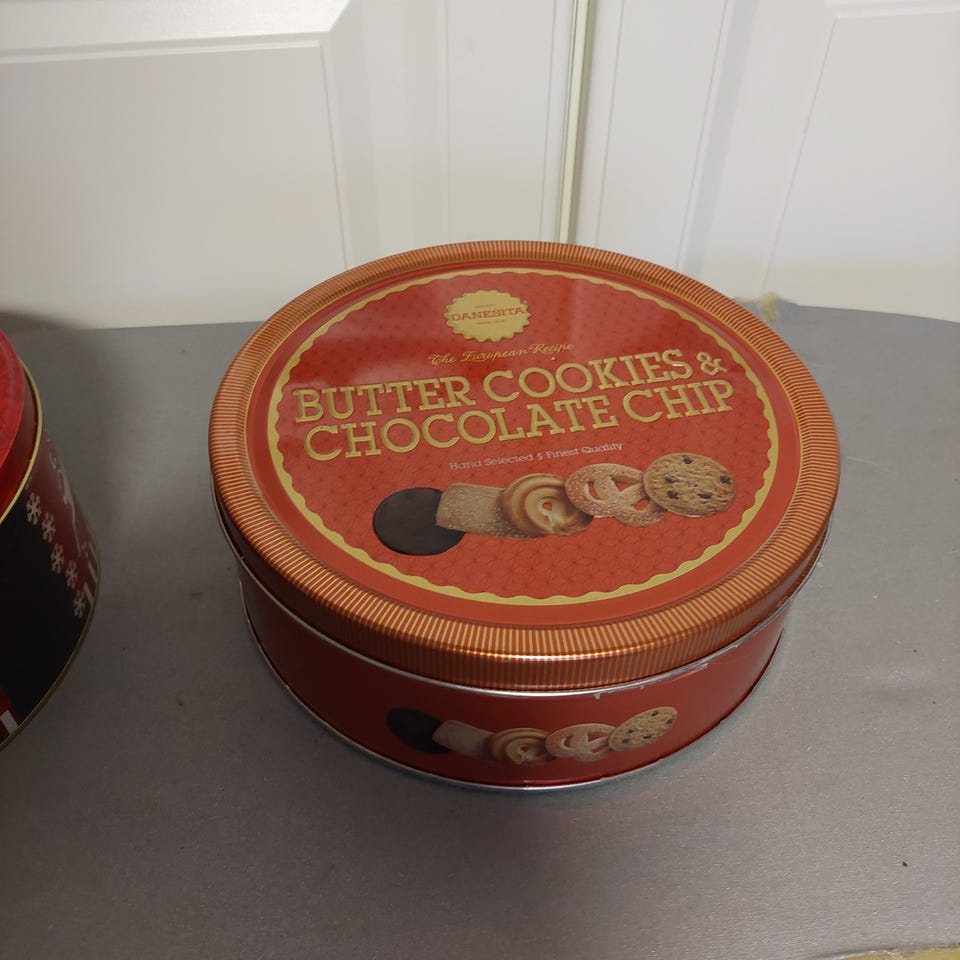 DANESITA
The European Recipe
BUTTER COOKIES &
CHOCOLATE CHIP
Hand Selected & Finest Quality